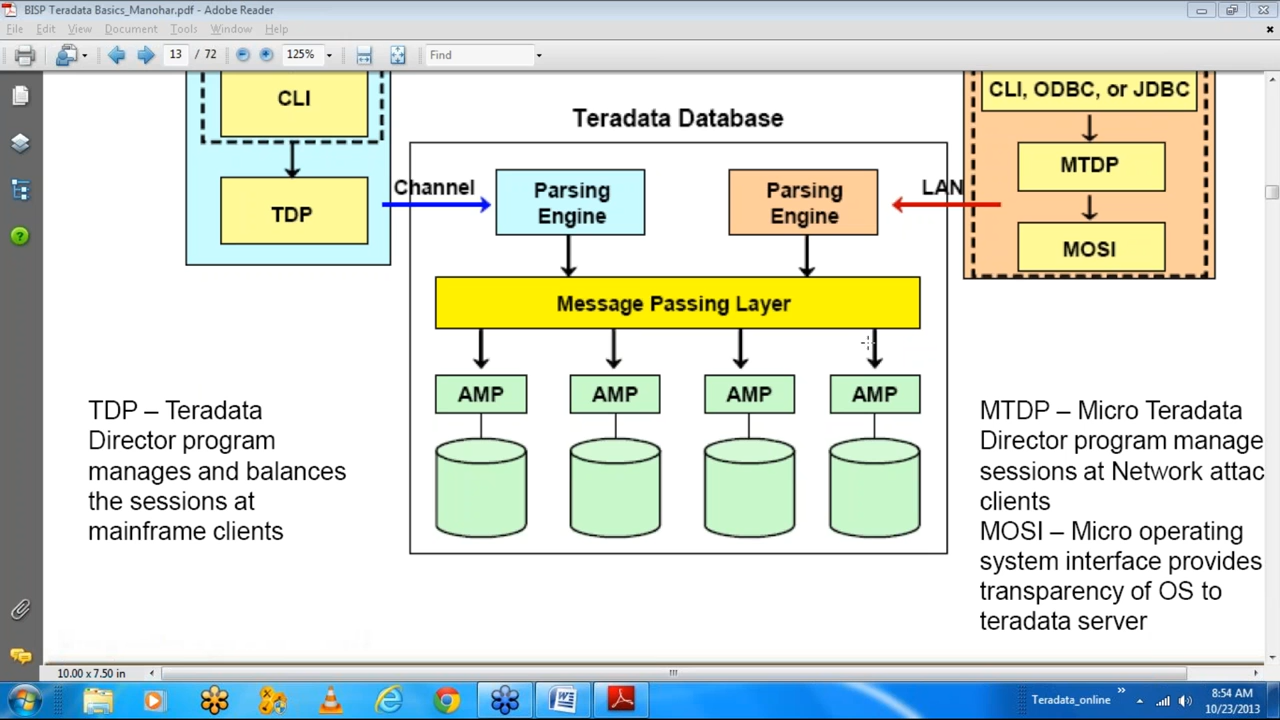 BISP Teradata Basics_Manohar.pdf - Adobe Reader
File Edit View Document Tools Window Help
13 / 72 125% Find
CLI
TDP
Channel
Teradata Database
Parsing
Engine
Parsing
Engine
LAN
CLI, ODBC, or JDBC
MTDP
MOSI
Message Passing Layer
AMP AMP AMP AMP
TDP – Teradata
Director program
manages and balances
the sessions at
mainframe clients
MTDP – Micro Teradata
Director program manage
sessions at Network attac
clients
MOSI – Micro operating
system interface provides
transparency of OS to
teradata server
10.00 x 7.50 in
Teradata_online
8:54 AM
10/23/2013